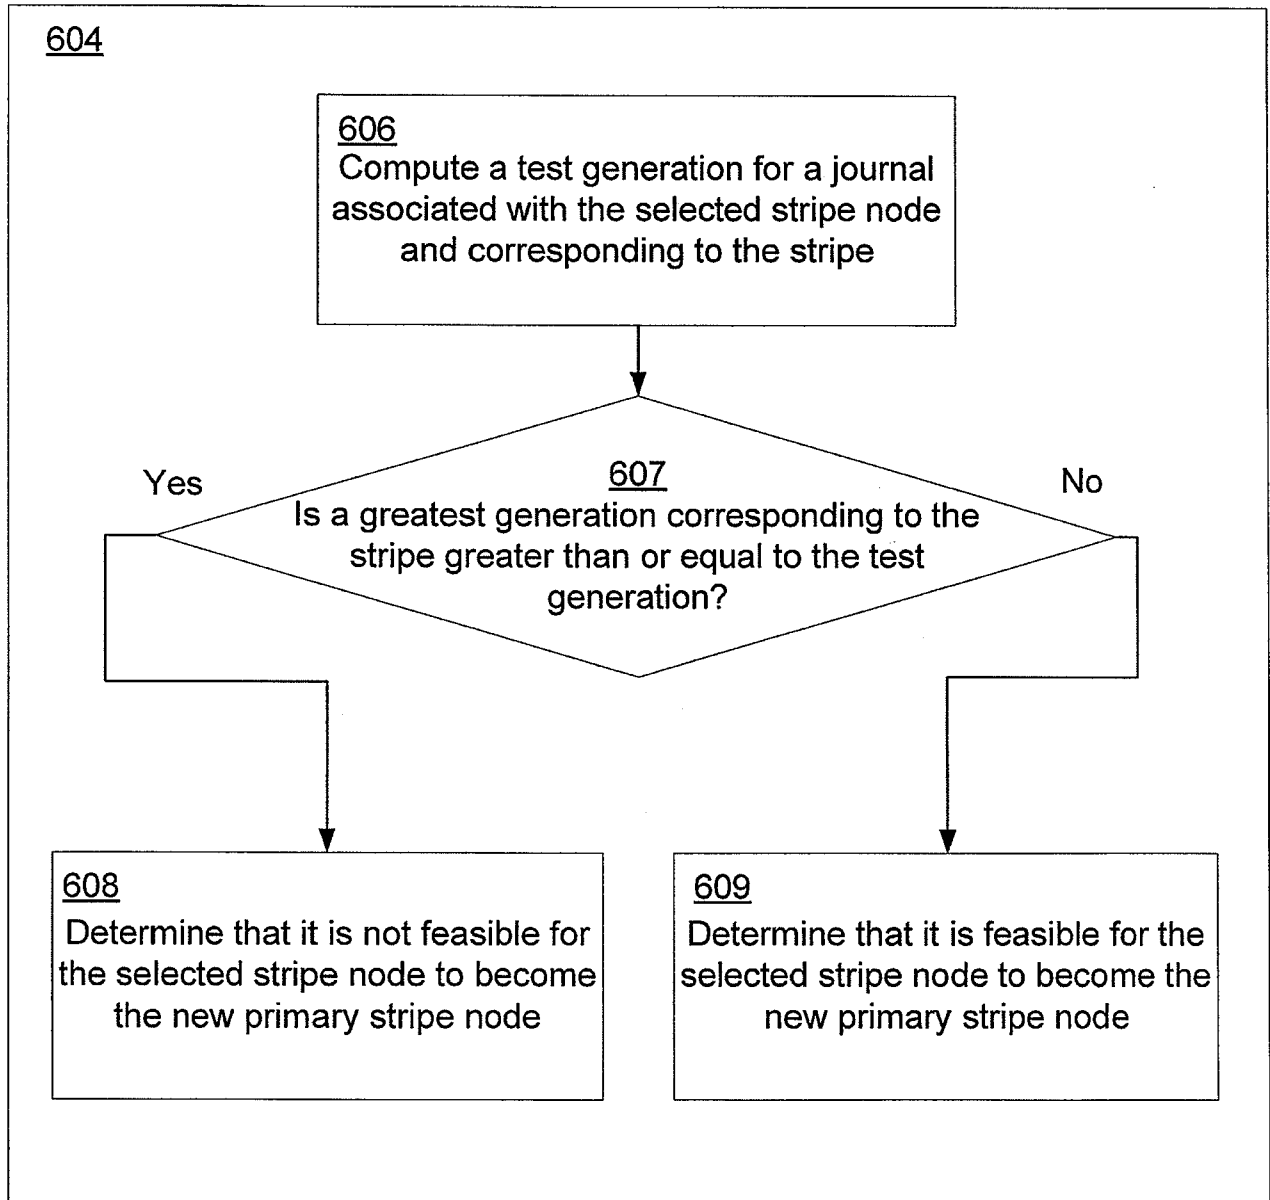 604
606
Compute a test generation for a journal
associated with the selected stripe node
and corresponding to the stripe
Yes
No
607
Is a greatest generation corresponding to the
stripe greater than or equal to the test
generation?
608
Determine that it is not feasible for
the selected stripe node to become
the new primary stripe node
609
Determine that it is feasible for the
selected stripe node to become the
new primary stripe node